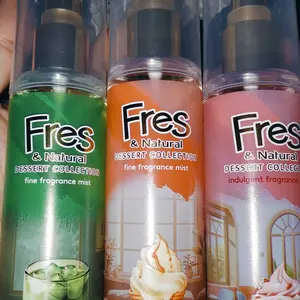 Fres
& Natural
DESSERT COLLECTION
fine fragrance mist
Fres
& Natural
DESSERT COLLECTION
fine fragrance mist
Fres
& Natural
DESSERT COLLECT
indulgent fragrance